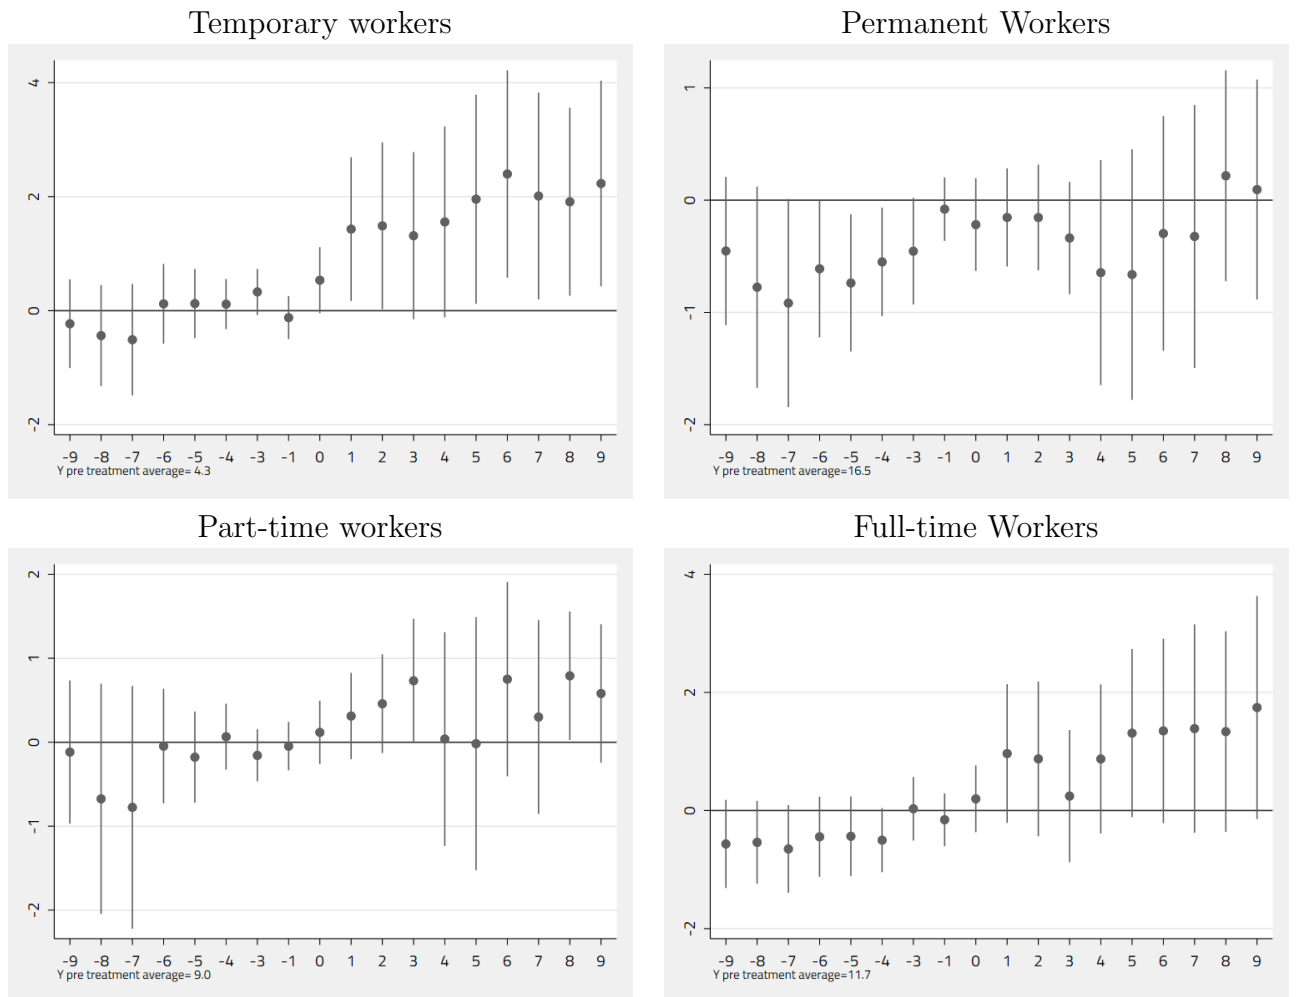 Temporary workers
4
2
0
-2
-9 -8 -7 -6 -5 -4 -3 -1 0 1 2 3 4 5 6 7 8 9
Y pre treatment average= 4.3
Permanent Workers
1
0
-1
-2
-9 -8 -7 -6 -5 -4 -3 -1 0 1 2 3 4 5 6 7 8 9
Y pre treatment average=16.5
Part-time workers
2
1
0
-1
-2
-9 -8 -7 -6 -5 -4 -3 -1 0 1 2 3 4 5 6 7 8 9
Y pre treatment average= 9.0
Full-time Workers
4
2
0
-2
-9 -8 -7 -6 -5 -4 -3 -1 0 1 2 3 4 5 6 7 8 9
Y pre treatment average=11.7